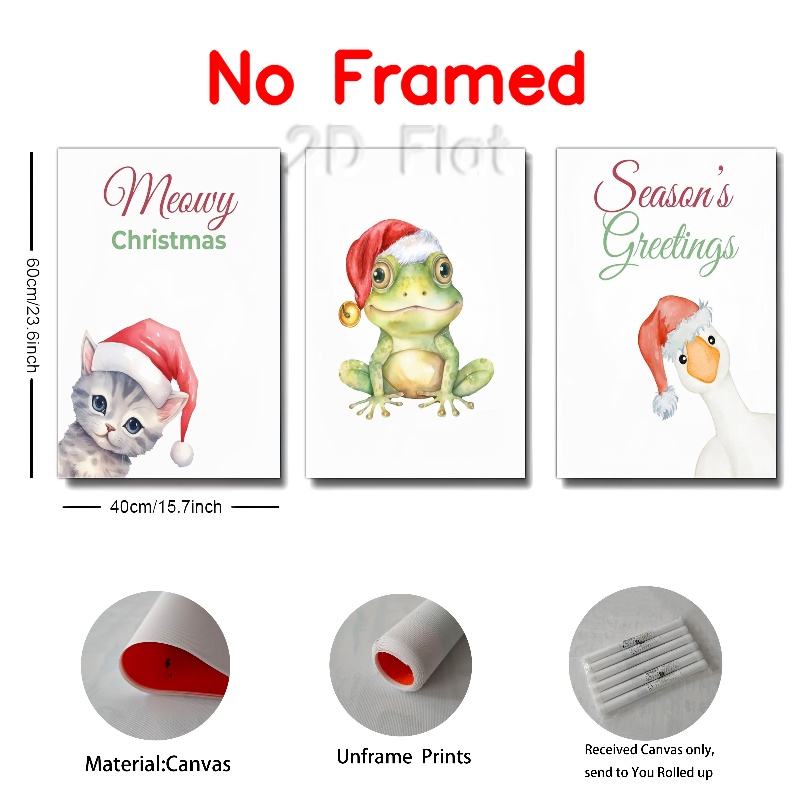 No Framed
2D Flat
Meowy
Christmas
Season's
Greetings
60cm/23.6inch
40cm/15.7inch
Material:Canvas
Unframe Prints
Received Canvas only,
send to You Rolled up